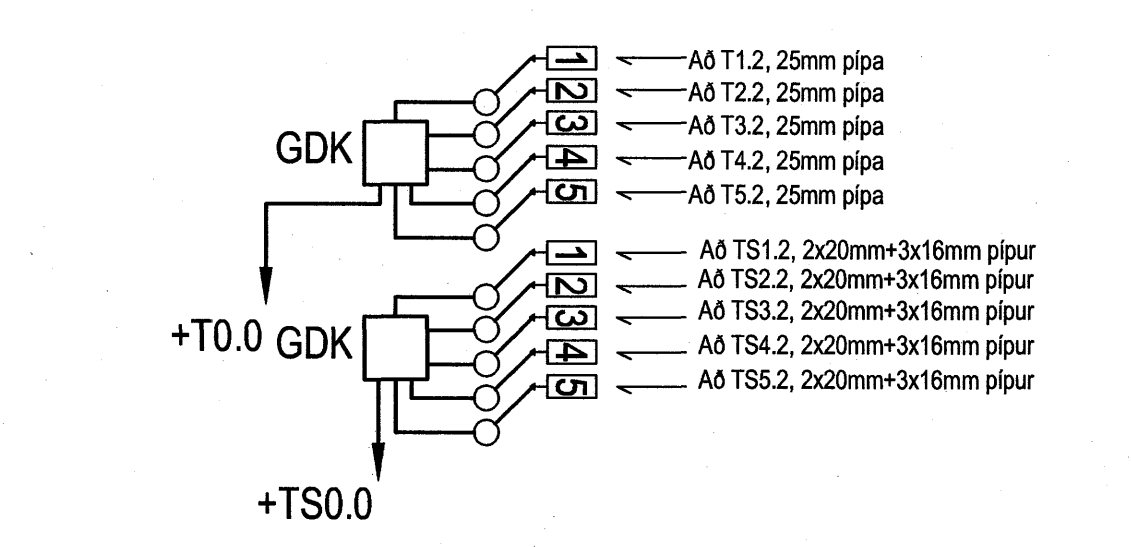 1 Að T1.2, 25mm pípa
2 Að T2.2, 25mm pípa
3 Að T3.2, 25mm pípa
GDK
4 Að T4.2, 25mm pípa
5 Að T5.2, 25mm pípa
1 Að TS1.2, 2x20mm+3x16mm pípur
2 Að TS2.2, 2x20mm+3x16mm pípur
3 Að TS3.2, 2x20mm+3x16mm pípur
+T0.0 GDK
4 Að TS4.2, 2x20mm+3x16mm pípur
5 Að TS5.2, 2x20mm+3x16mm pípur
+TS0.0